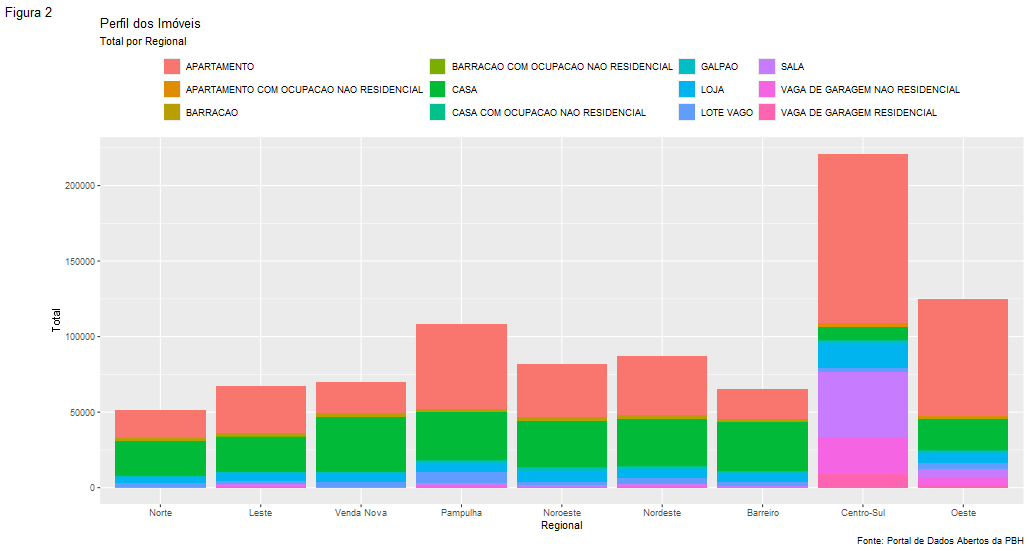 Figura 2
Perfil dos Imóveis
Total por Regional
APARTAMENTO
APARTAMENTO COM OCUPACAO NAO RESIDENCIAL
BARRACAO
BARRACAO COM OCUPACAO NAO RESIDENCIAL
CASA
CASA COM OCUPACAO NAO RESIDENCIAL
GALPAO
LOJA
LOTE VAGO
SALA
VAGA DE GARAGEM NAO RESIDENCIAL
VAGA DE GARAGEM RESIDENCIAL
Total
200000
150000
100000
50000
0
Norte
Leste
Venda Nova
Pampulha
Noroeste
Nordeste
Barreiro
Centro-Sul
Oeste
Regional
Fonte: Portal de Dados Abertos da PBH